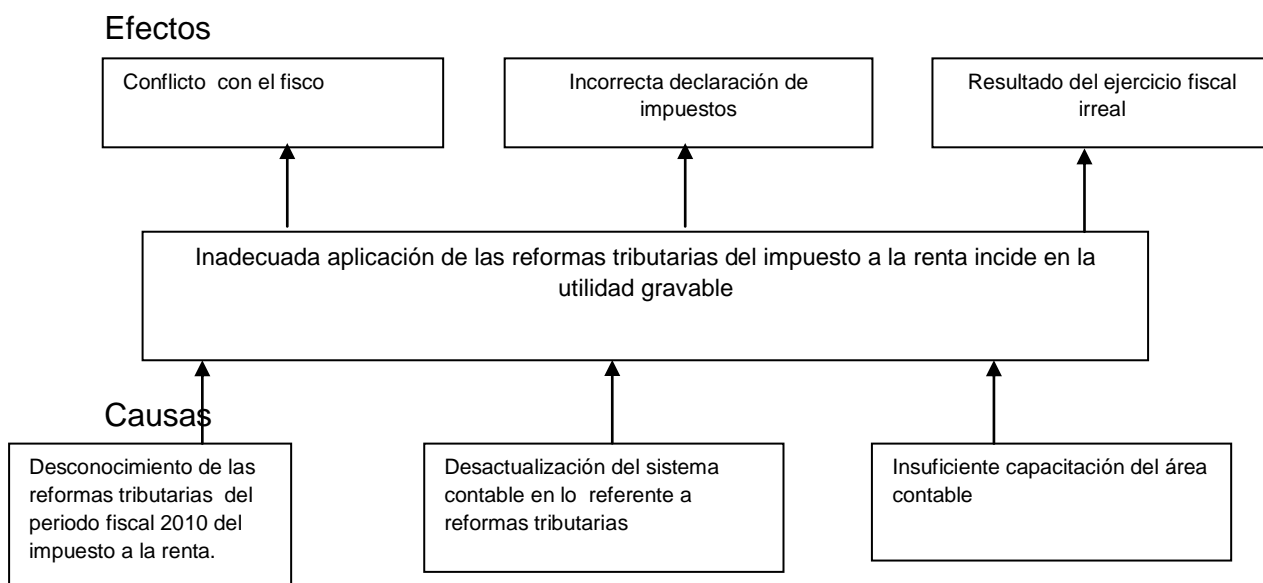 Efectos
Conflicto con el fisco
Incorrecta declaración de
impuestos
Resultado del ejercicio fiscal
irreal
Inadecuada aplicación de las reformas tributarias del impuesto a la renta incide en la
utilidad gravable
Causas
Desconocimiento de las
reformas tributarias del
periodo fiscal 2010 del
impuesto a la renta.
Desactualización del sistema
contable en lo referente a
reformas tributarias
Insuficiente capacitación del área
contable